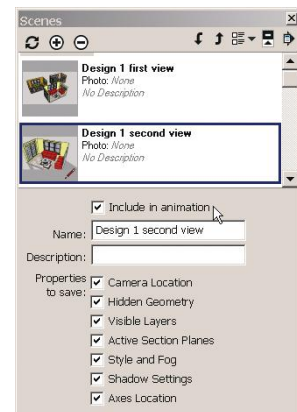 Scenes
Design 1 first view
Photo: None
No Description
Design 1 second view
Photo: None
No Description
Include in animation
Name: Design 1 second view
Description:
Properties to save:
Camera Location
Hidden Geometry
Visible Layers
Active Section Planes
Style and Fog
Shadow Settings
Axes Location